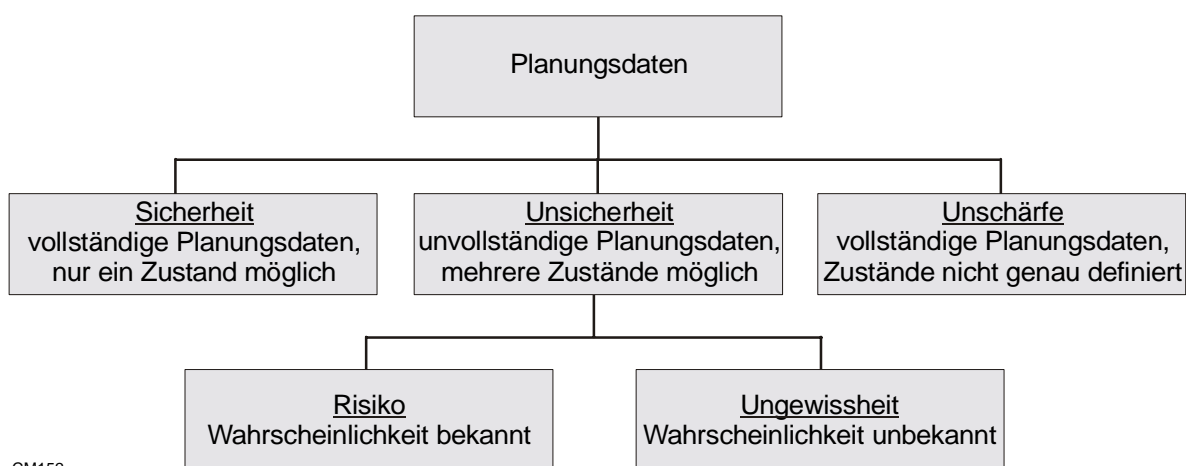 Planungsdaten
Sicherheit
vollständige Planungsdaten,
nur ein Zustand möglich
Unsicherheit
unvollständige Planungsdaten,
mehrere Zustände möglich
Unschärfe
vollständige Planungsdaten,
Zustände nicht genau definiert
Risiko
Wahrscheinlichkeit bekannt
Ungewissheit
Wahrscheinlichkeit unbekannt